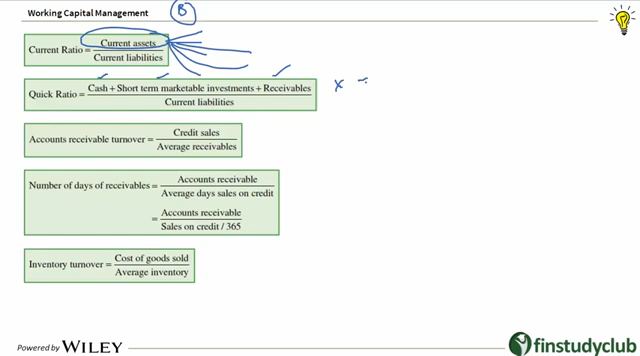 Working Capital Management
B
Current Ratio = Current assets / Current liabilities
Quick Ratio = Cash + Short term marketable investments + Receivables / Current liabilities
x
Accounts receivable turnover = Credit sales / Average receivables
Number of days of receivables = Accounts receivable / Average days sales on credit
= Accounts receivable / Sales on credit / 365
Inventory turnover = Cost of goods sold / Average inventory
Powered by WILEY
finstudyclub